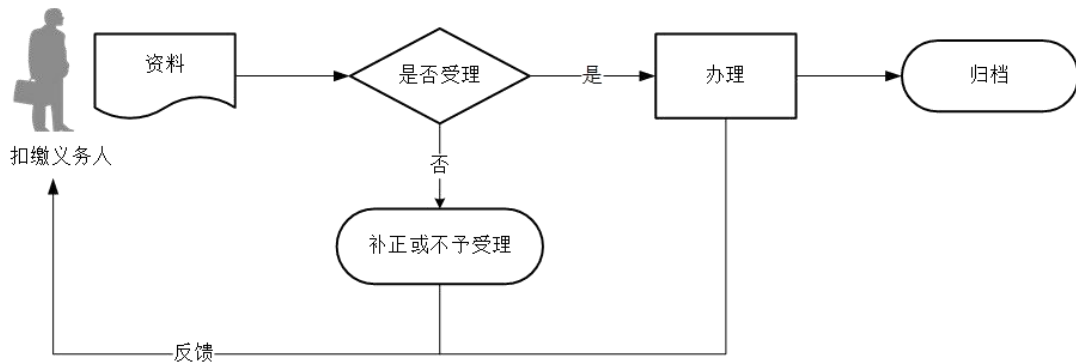 资料
是否受理
是
办理
归档
扣缴义务人
否
补正或不予受理
反馈